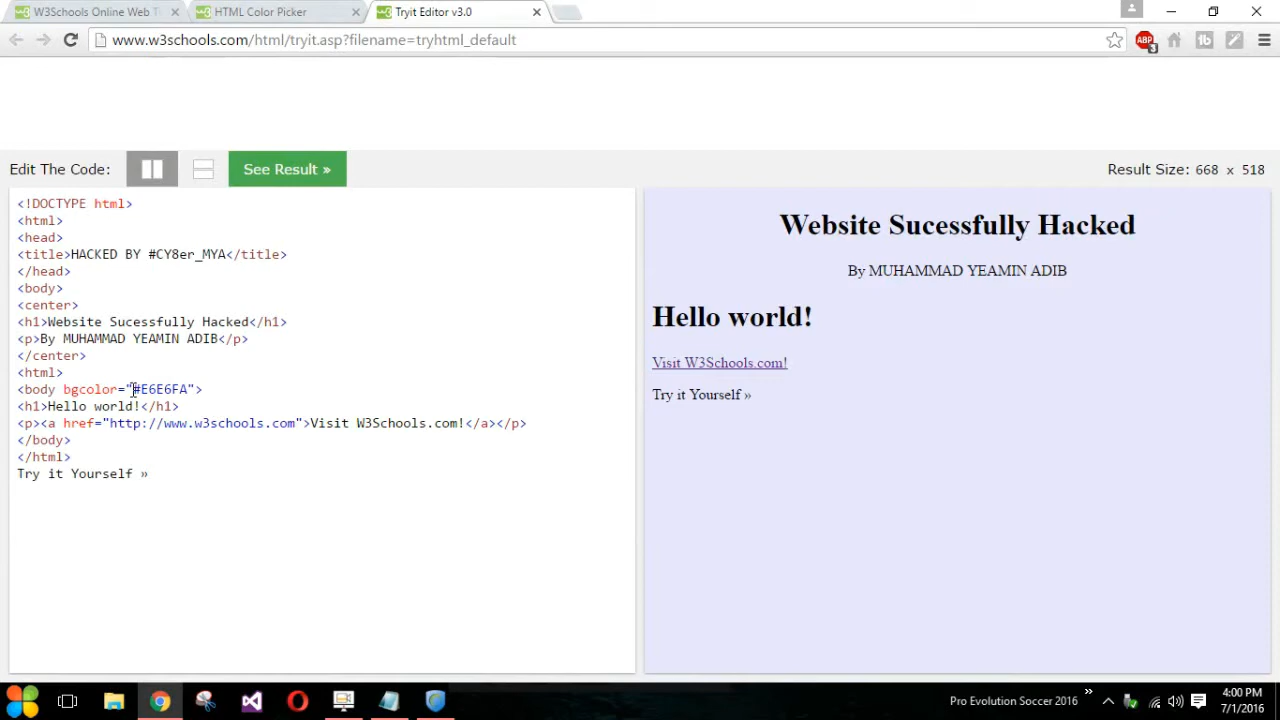 W3Schools Online Web T
HTML Color Picker
Tryit Editor v3.0
www.w3schools.com/html/tryit.asp?filename=tryhtml_default
ABP
3
tb
Edit The Code:
See Result »
Result Size: 668 x 518
<!DOCTYPE html>
<html>
<head>
<title>HACKED BY #CY8er_MYA</title>
</head>
<body>
<center>
<h1>Website Sucessfully Hacked</h1>
<p>By MUHAMMAD YEAMIN ADIB</p>
</center>
<html>
<body bgcolor="#E6E6FA">
<h1>Hello world!</h1>
<p><a href="http://www.w3schools.com">Visit W3Schools.com!</a></p>
</body>
</html>
Try it Yourself »
Website Sucessfully Hacked
By MUHAMMAD YEAMIN ADIB
Hello world!
Visit W3Schools.com!
Try it Yourself »
Pro Evolution Soccer 2016
4:00 PM
7/1/2016